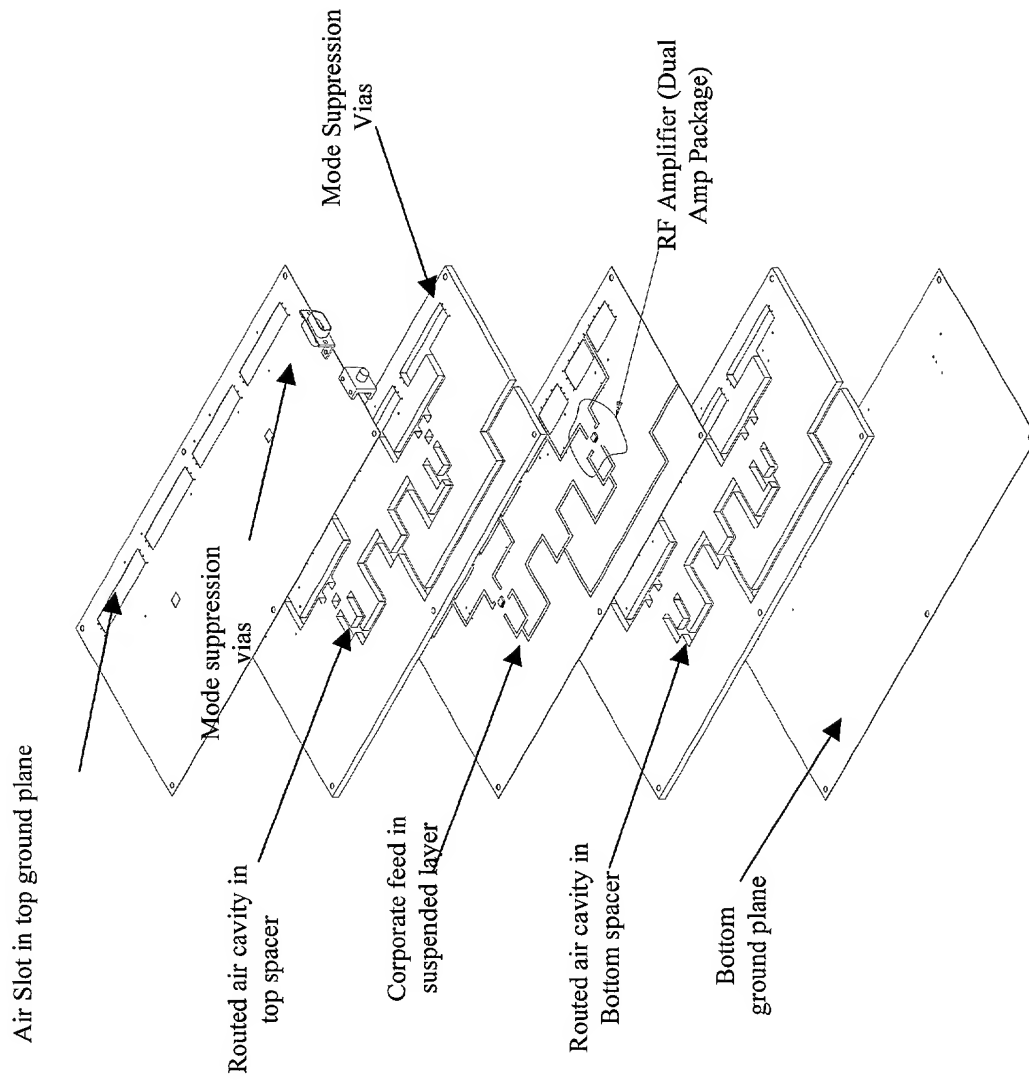 Air Slot in top ground plane
Mode suppression
vias
Mode Suppression
Vias
Routed air cavity in
top spacer
Corporate feed in
suspended layer
RF Amplifier (Dual
Amp Package)
Routed air cavity in
Bottom spacer
Bottom
ground plane